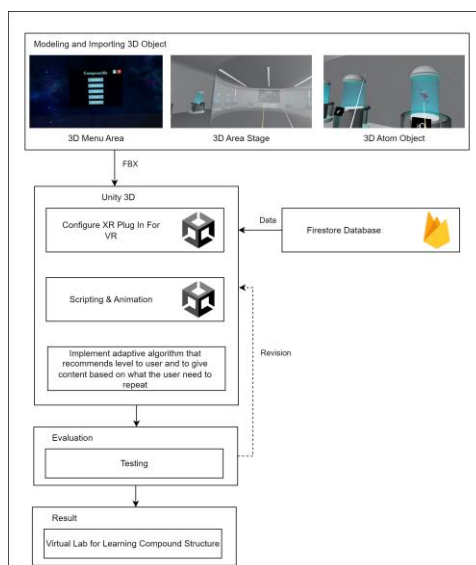 Modeling and Importing 3D Object
3D Menu Area
3D Area Stage
3D Atom Object
FBX
Unity 3D
Configure XR Plug In For
VR
Data
Firestore Database
Scripting & Animation
Revision
Implement adaptive algorithm that
recommends level to user and to give
content based on what the user need to
repeat
Evaluation
Testing
Result
Virtual Lab for Learning Compound Structure